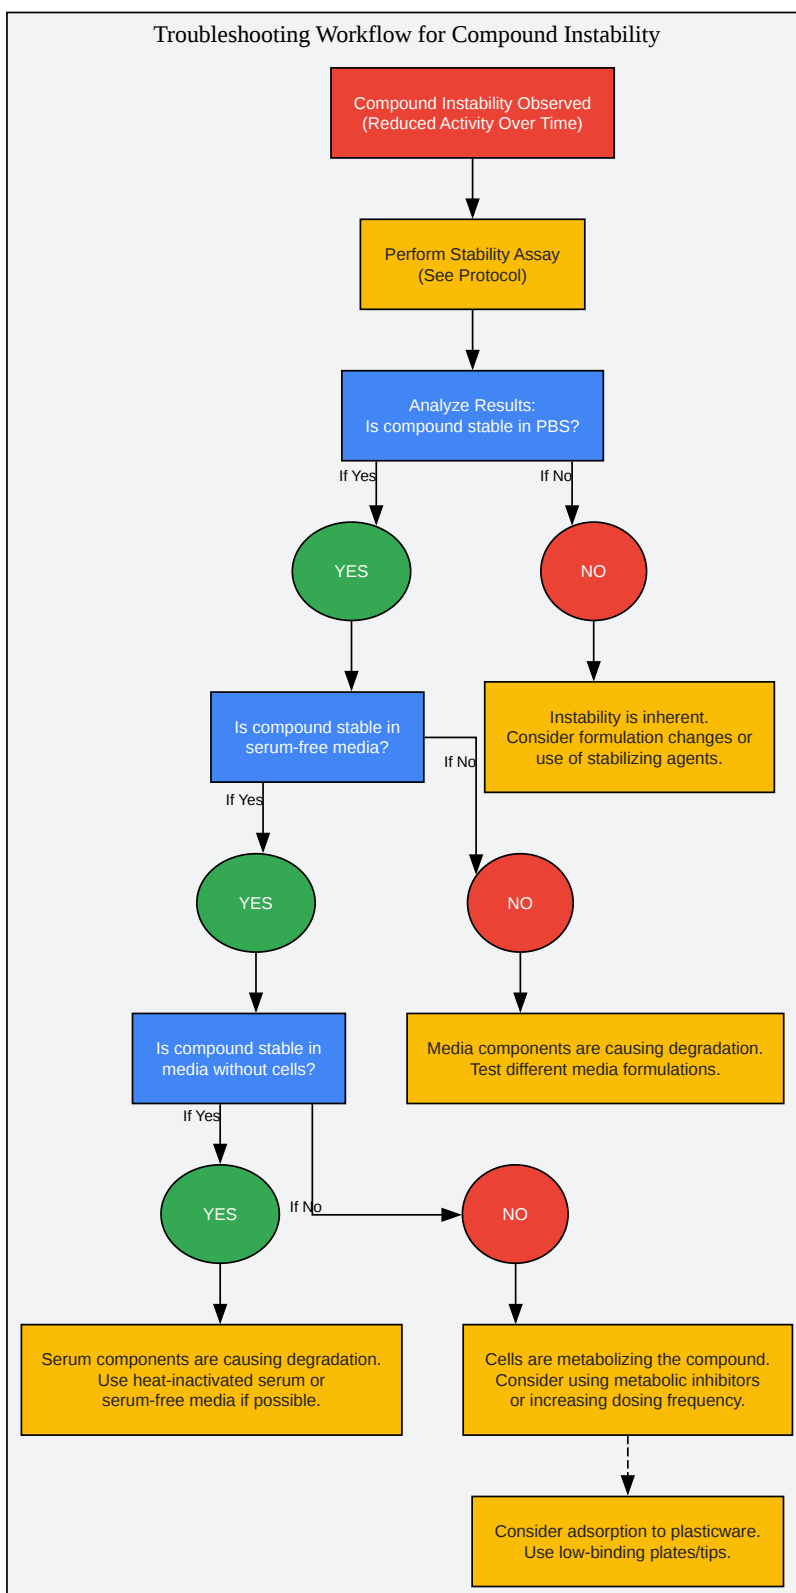 Troubleshooting Workflow for Compound Instability
Compound Instability Observed
(Reduced Activity Over Time)
Perform Stability Assay
(See Protocol)
Analyze Results:
Is compound stable in PBS?
If Yes
If No
YES
NO
Is compound stable in
serum-free media?
Instability is inherent.
Consider formulation changes or
use of stabilizing agents.
If No
If Yes
YES
NO
Is compound stable in
media without cells?
Media components are causing degradation.
Test different media formulations.
If Yes
If No
YES
NO
Serum components are causing degradation.
Use heat-inactivated serum or
serum-free media if possible.
Cells are metabolizing the compound.
Consider using metabolic inhibitors
or increasing dosing frequency.
Consider adsorption to plasticware.
Use low-binding plates/tips.